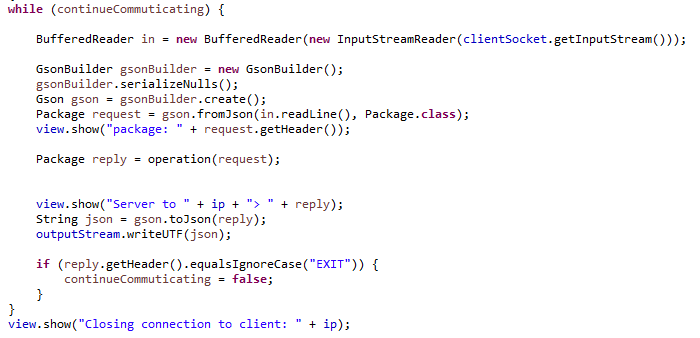 while (continueCommuticating) {
BufferedReader in = new BufferedReader(new InputStreamReader(clientSocket.getInputStream()));
GsonBuilder gsonBuilder = new GsonBuilder();
gsonBuilder.serializeNulls();
Gson gson = gsonBuilder.create();
Package request = gson.fromJson(in.readLine(), Package.class);
view.show("package: " + request.getHeader());
Package reply = operation(request);
view.show("Server to " + ip + "> " + reply);
String json = gson.toJson(reply);
outputStream.writeUTF(json);
if (reply.getHeader().equalsIgnoreCase("EXIT")) {
continueCommuticating = false;
}
}
view.show("Closing connection to client: " + ip);